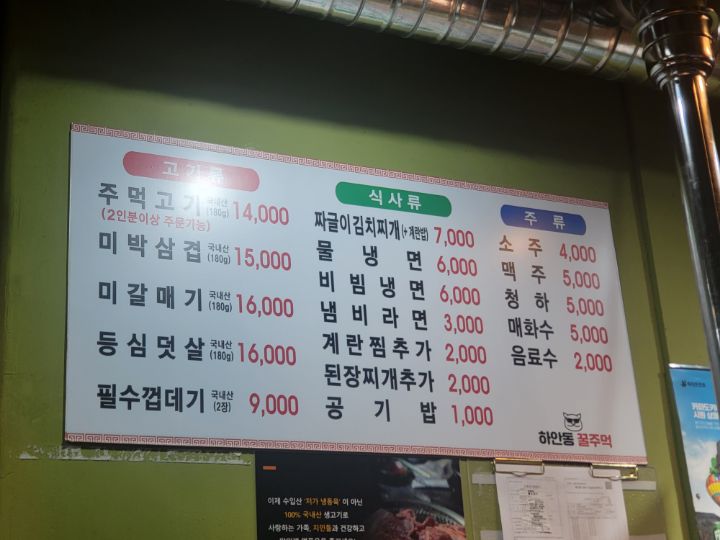 고기류
주먹고기 국내산 (180g) 14,000
(2인분이상 주문가능)
미박삼겹 국내산 (180g) 15,000
미갈매기 국내산 (180g) 16,000
등심덧살 국내산 (180g) 16,000
필수껍데기 국내산 (2장) 9,000
식사류
짜글이김치찌개 (+계란밥) 7,000
물냉면 6,000
비빔냉면 6,000
냄비라면 3,000
계란찜추가 2,000
된장찌개추가 2,000
공기밥 1,000
주류
소주 4,000
맥주 5,000
청하 5,000
매화수 5,000
음료수 2,000
하안동 꿀주먹
이제 수입산 '저가 냉동육' 이 아닌
100% 국내산 생고기로
사랑하는 가족, 지인들과 건강하고